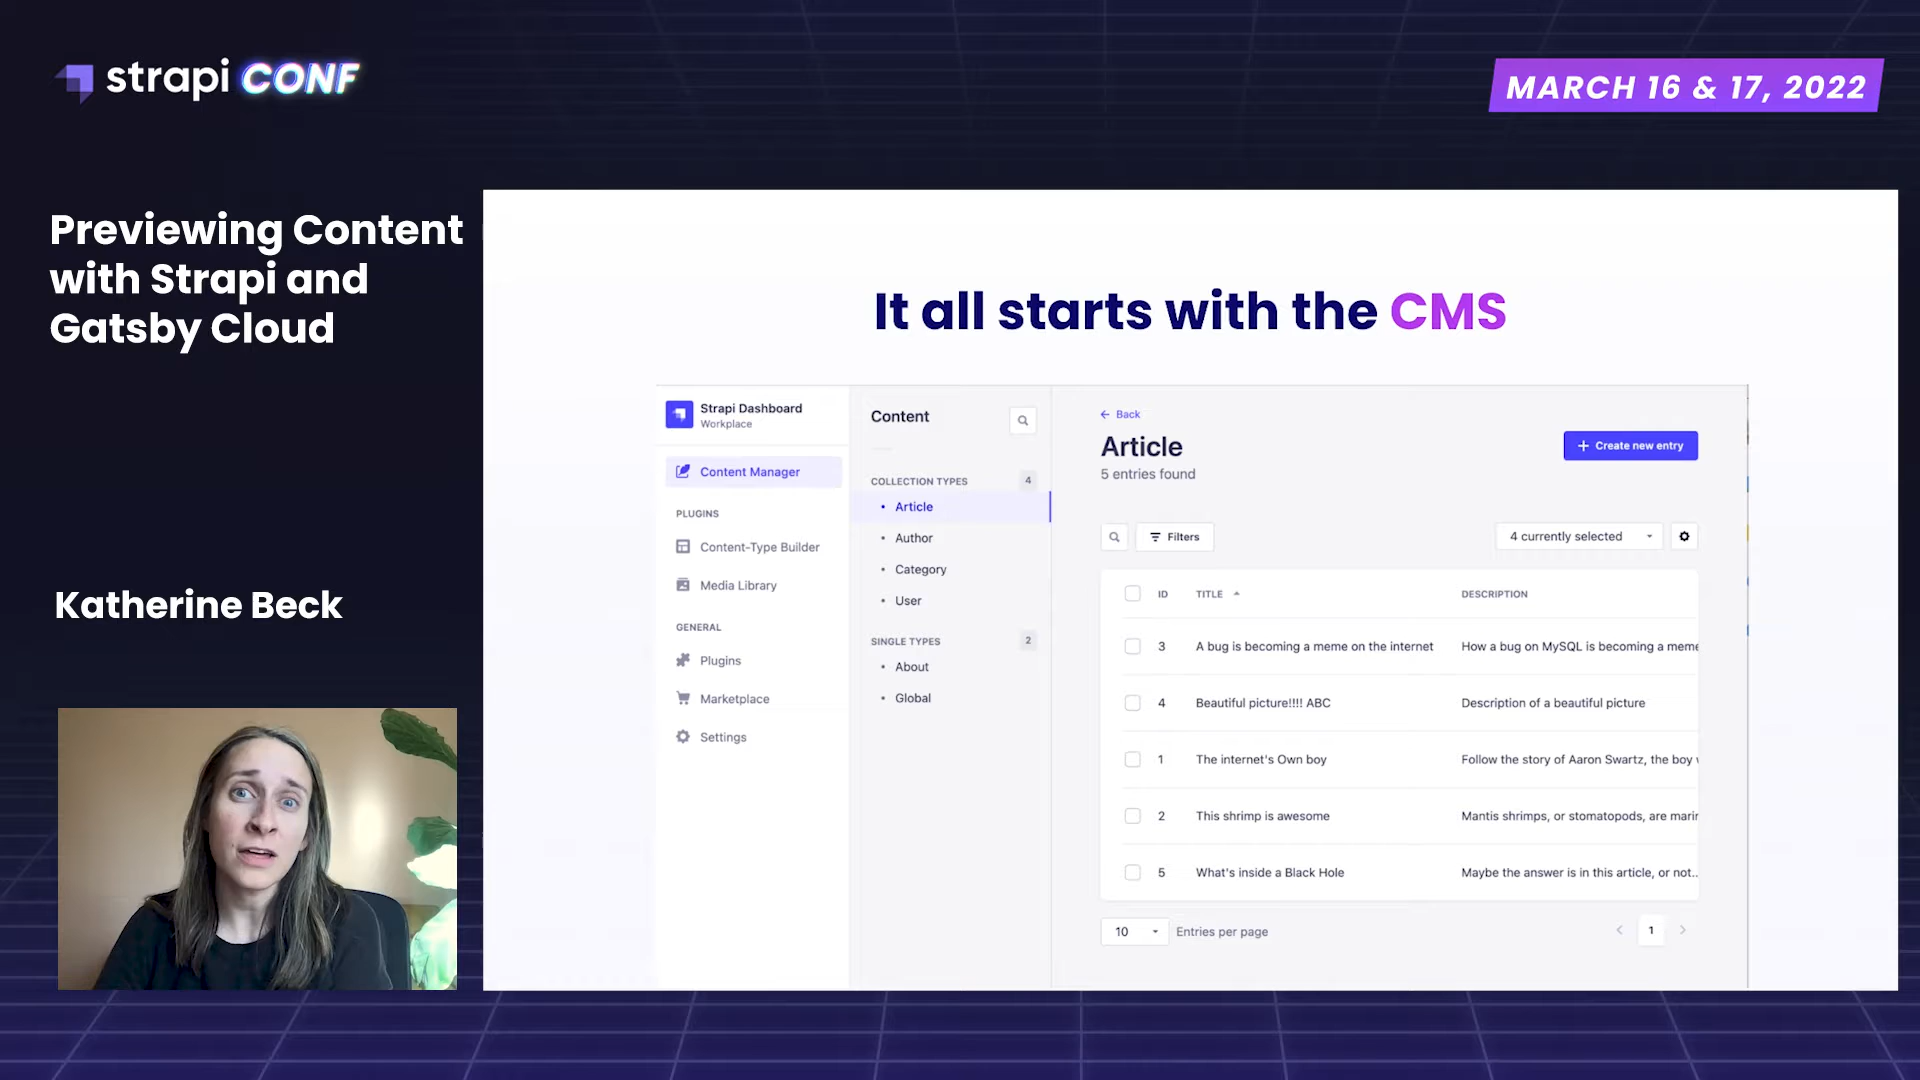 strapi CONF
MARCH 16 & 17, 2022
Previewing Content
with Strapi and
Gatsby Cloud
Katherine Beck
It all starts with the CMS
Strapi Dashboard
Workplace
Content Manager
PLUGINS
Content-Type Builder
Media Library
GENERAL
Plugins
Marketplace
Settings
Content
COLLECTION TYPES 4
Article
Author
Category
User
SINGLE TYPES 2
About
Global
Back
Article
5 entries found
Create new entry
Filters
4 currently selected
ID TITLE DESCRIPTION
3 A bug is becoming a meme on the internet How a bug on MySQL is becoming a meme
4 Beautiful picture!!!! ABC Description of a beautiful picture
1 The internet's Own boy Follow the story of Aaron Swartz, the boy
2 This shrimp is awesome Mantis shrimps, or stomatopods, are
5 What's inside a Black Hole Maybe the answer is in this article, or not..
10 Entries per page
1